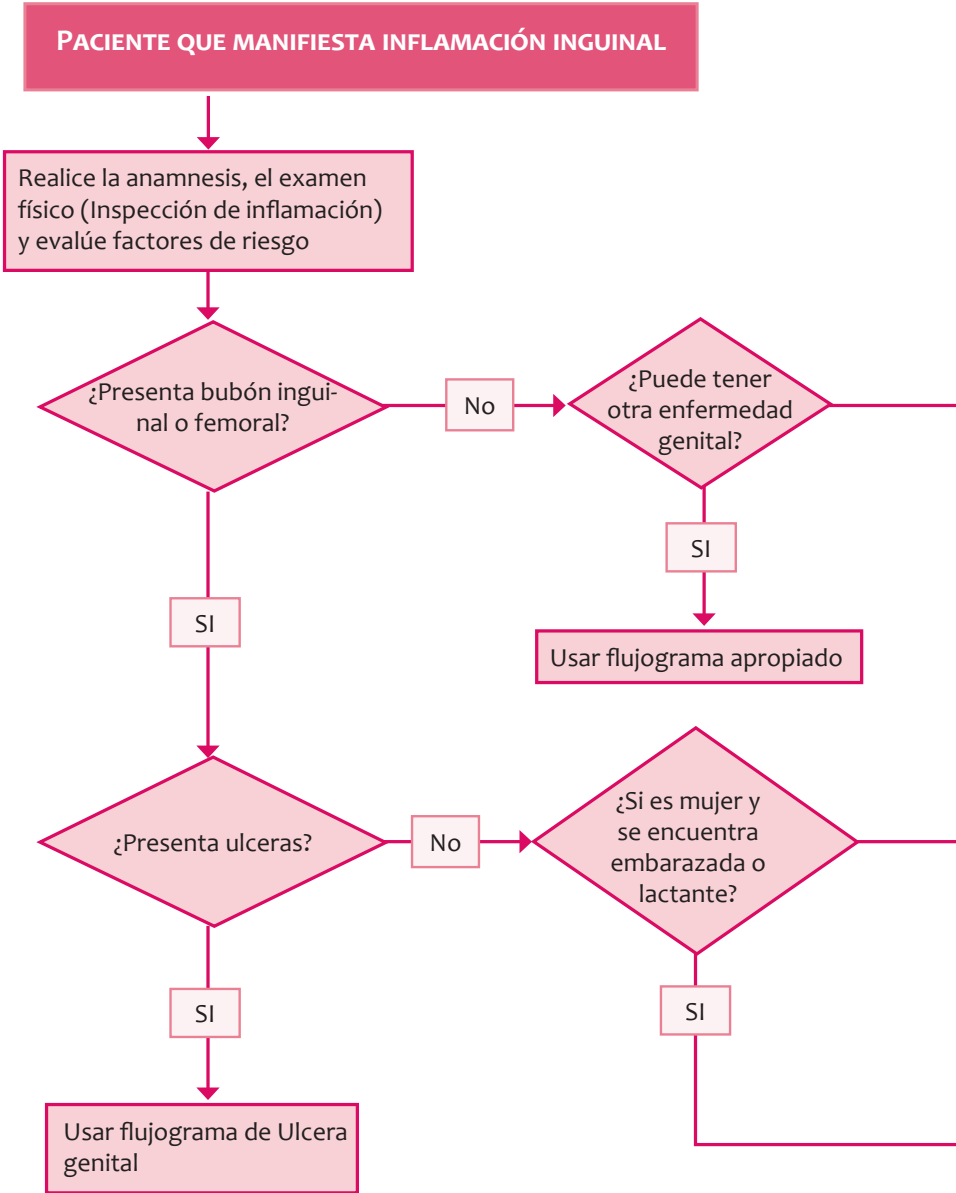 PACIENTE QUE MANIFIESTA INFLAMACIÓN INGUINAL
Realice la anamnesis, el examen
físico (Inspección de inflamación)
y evalúe factores de riesgo
¿Presenta bubón ingui-
nal o femoral?
No
¿Puede tener
otra enfermedad
genital?
SI
Usar flujograma apropiado
SI
¿Presenta ulceras?
No
¿Si es mujer y
se encuentra
embarazada o
lactante?
SI
SI
Usar flujograma de Ulcera
genital